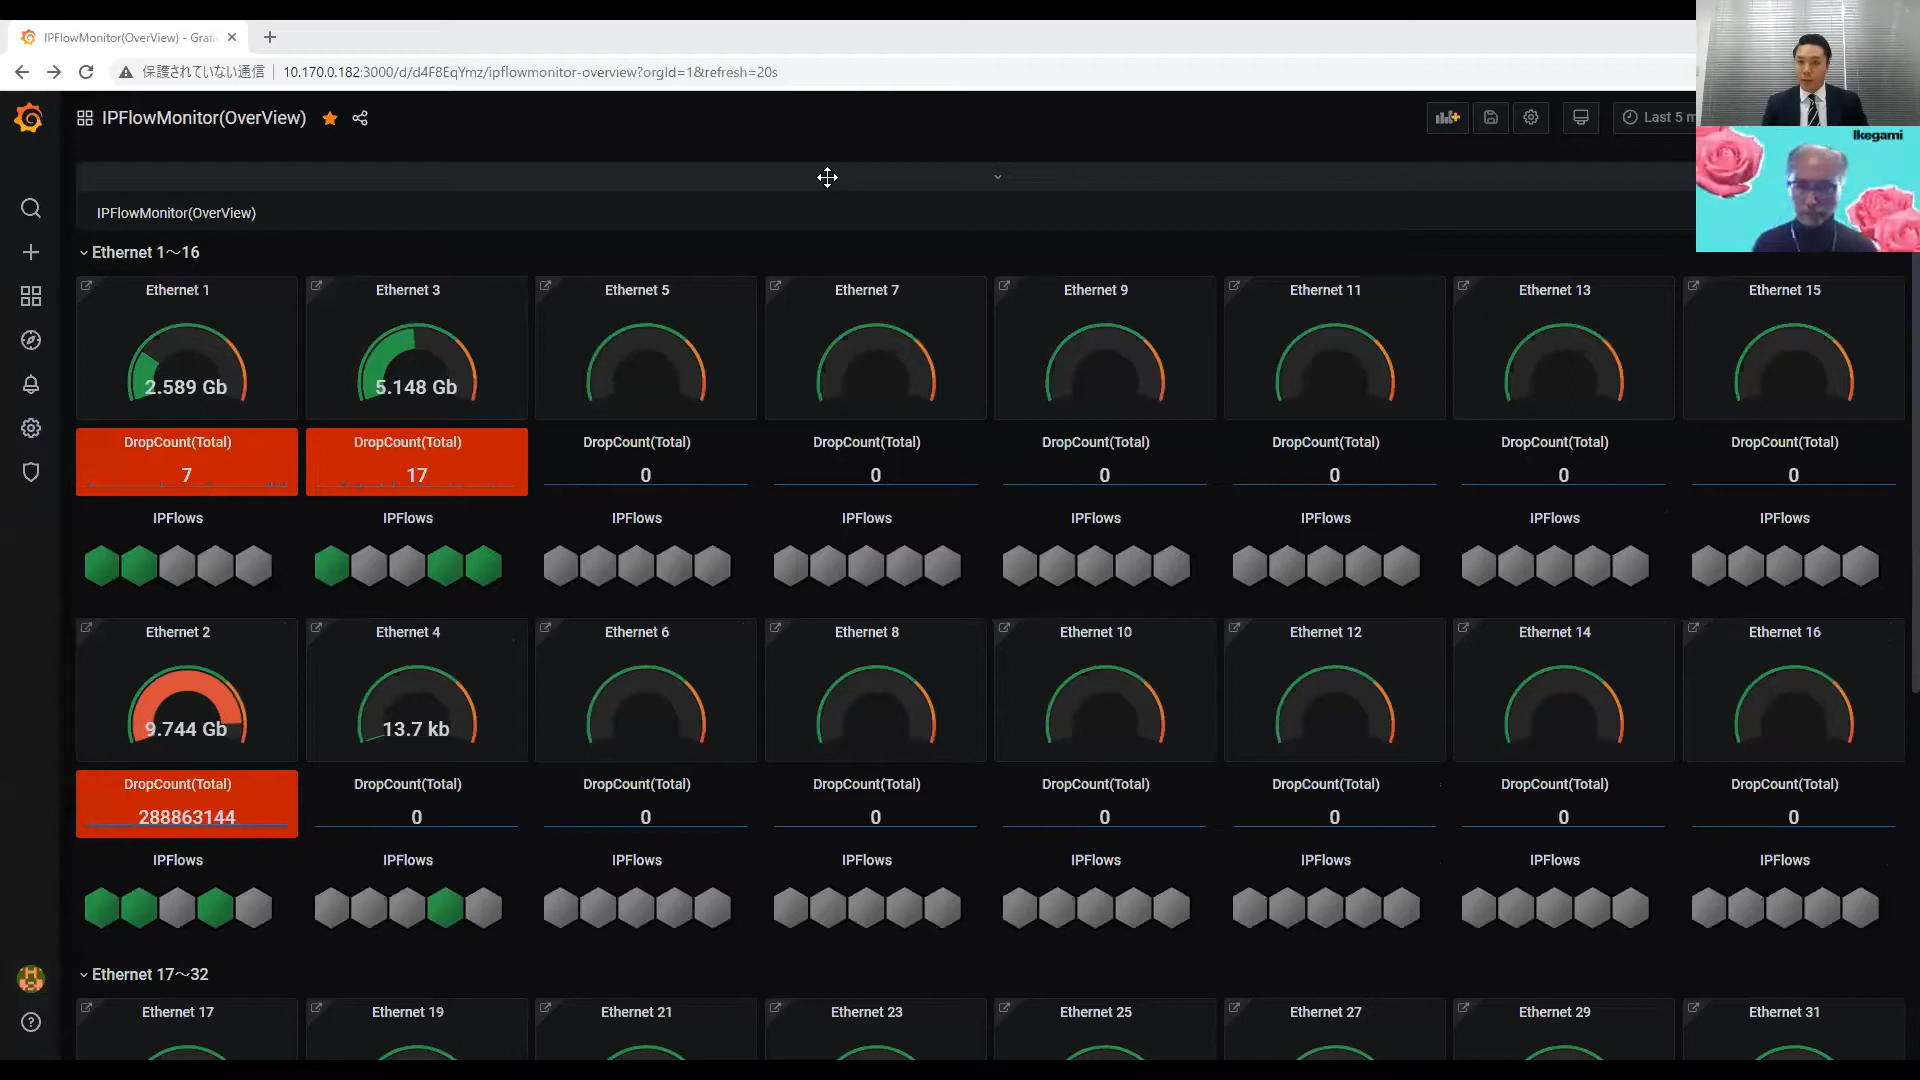 IPFlowMonitor(OverView) - Grafa
保護されていない通信
10.170.0.182:3000/d/d4F8EqYmz/ipflowmonitor-overview?orgId=1&refresh=20s
IPFlowMonitor(OverView)
Last 5 m
Ikegami
IPFlowMonitor(OverView)
Ethernet 1～16
Ethernet 1 Ethernet 3 Ethernet 5 Ethernet 7 Ethernet 9 Ethernet 11 Ethernet 13 Ethernet 15
2.589 Gb 5.148 Gb
DropCount(Total) DropCount(Total) DropCount(Total) DropCount(Total) DropCount(Total) DropCount(Total) DropCount(Total) DropCount(Total)
7 17 0 0 0 0 0 0
IPFlows IPFlows IPFlows IPFlows IPFlows IPFlows IPFlows IPFlows
Ethernet 2 Ethernet 4 Ethernet 6 Ethernet 8 Ethernet 10 Ethernet 12 Ethernet 14 Ethernet 16
9.744 Gb 13.7 kb
DropCount(Total) DropCount(Total) DropCount(Total) DropCount(Total) DropCount(Total) DropCount(Total) DropCount(Total) DropCount(Total)
288863144 0 0 0 0 0 0 0
IPFlows IPFlows IPFlows IPFlows IPFlows IPFlows IPFlows IPFlows
Ethernet 17～32
Ethernet 17 Ethernet 19 Ethernet 21 Ethernet 23 Ethernet 25 Ethernet 27 Ethernet 29 Ethernet 31